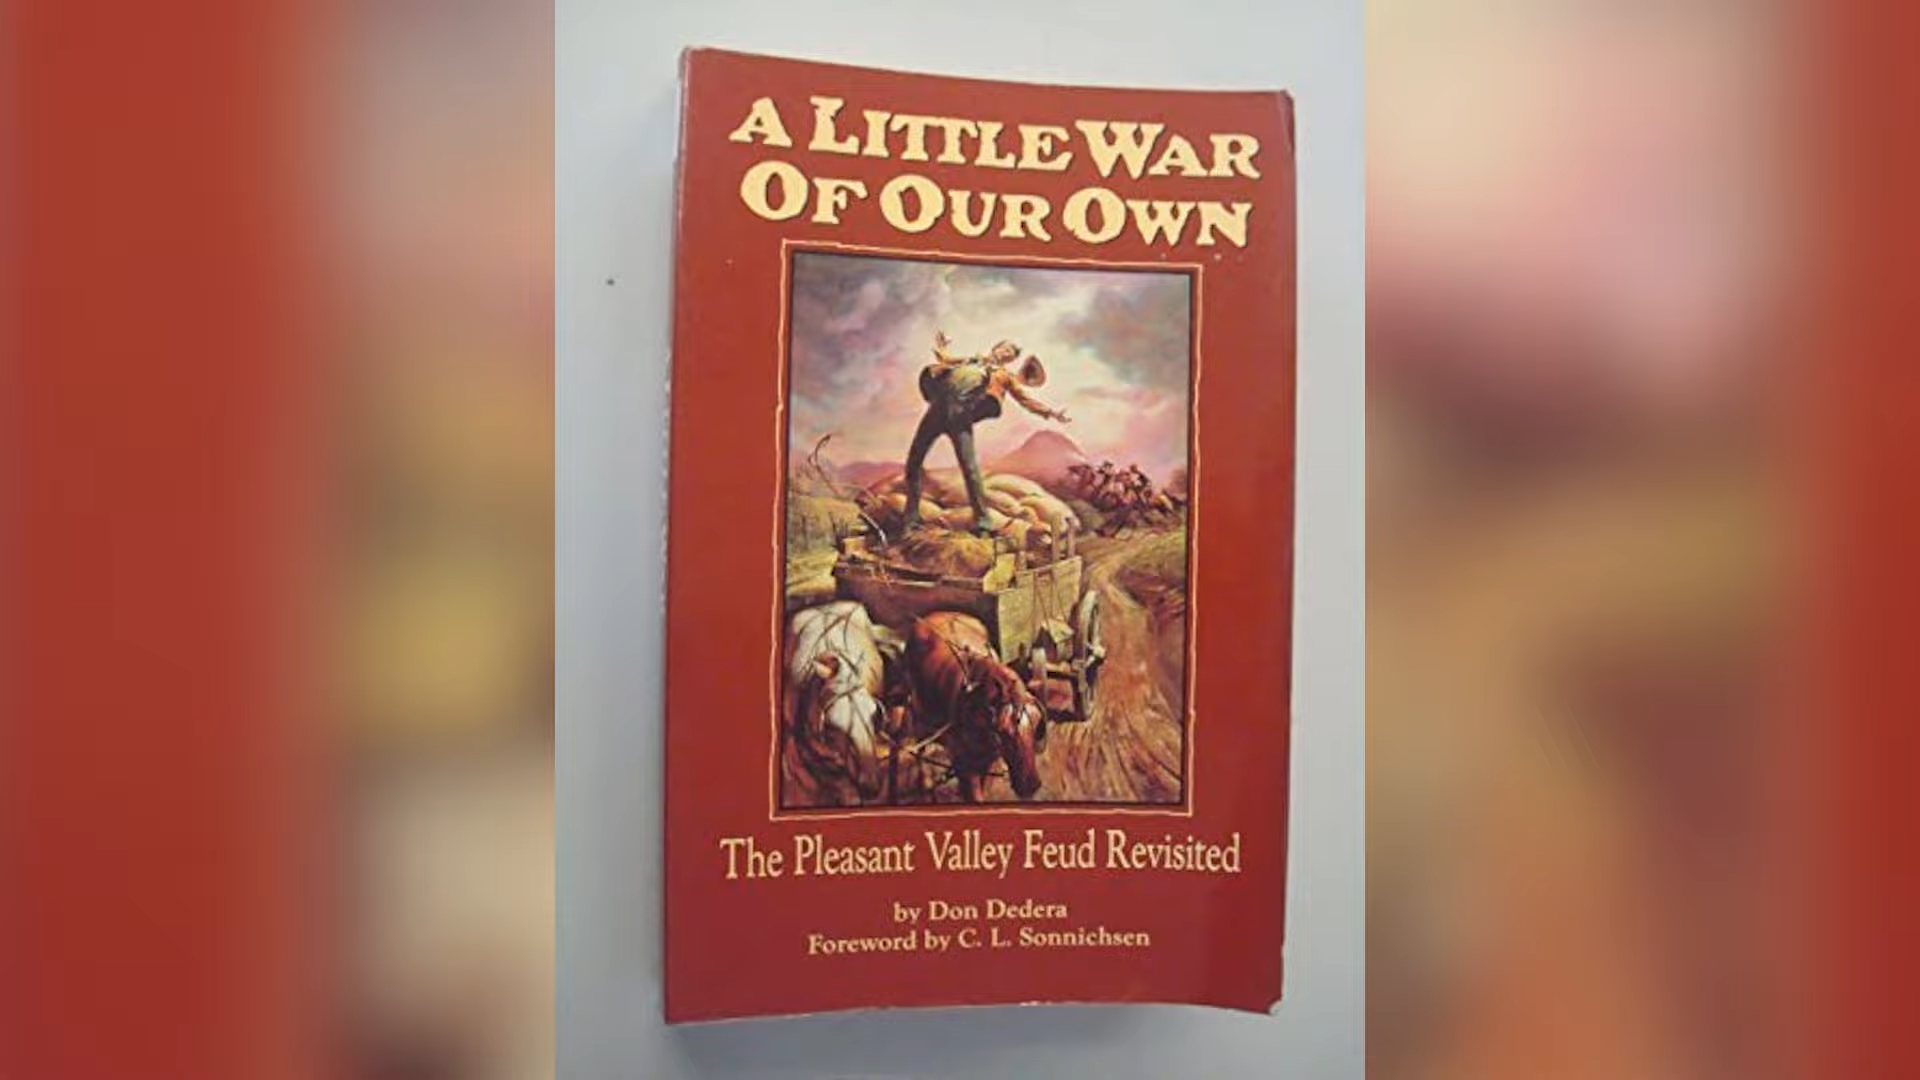 A LITTLE WAR
OF OUR OWN
The Pleasant Valley Feud Revisited
by Don Dedera
Foreword by C. L. Sonnichsen